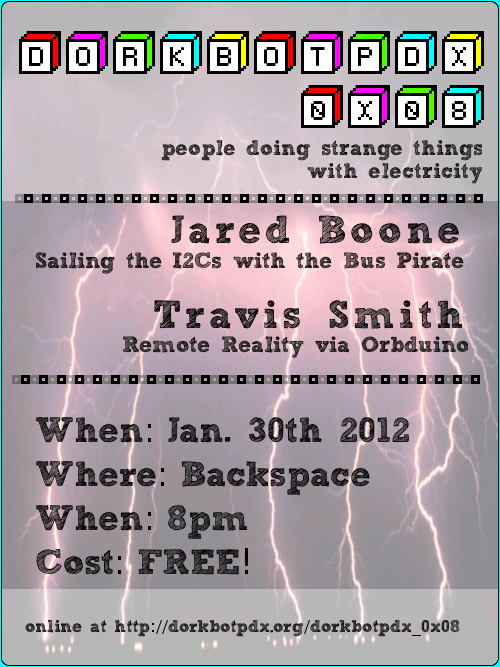 DORKBOTPDX
0X08
people doing strange things
with electricity
Jared Boone
Sailing the I2Cs with the Bus Pirate
Travis Smith
Remote Reality via Orbduino
When: Jan. 30th 2012
Where: Backspace
When: 8pm
Cost: FREE!
online at http://dorkbotpdx.org/dorkbotpdx_0x08